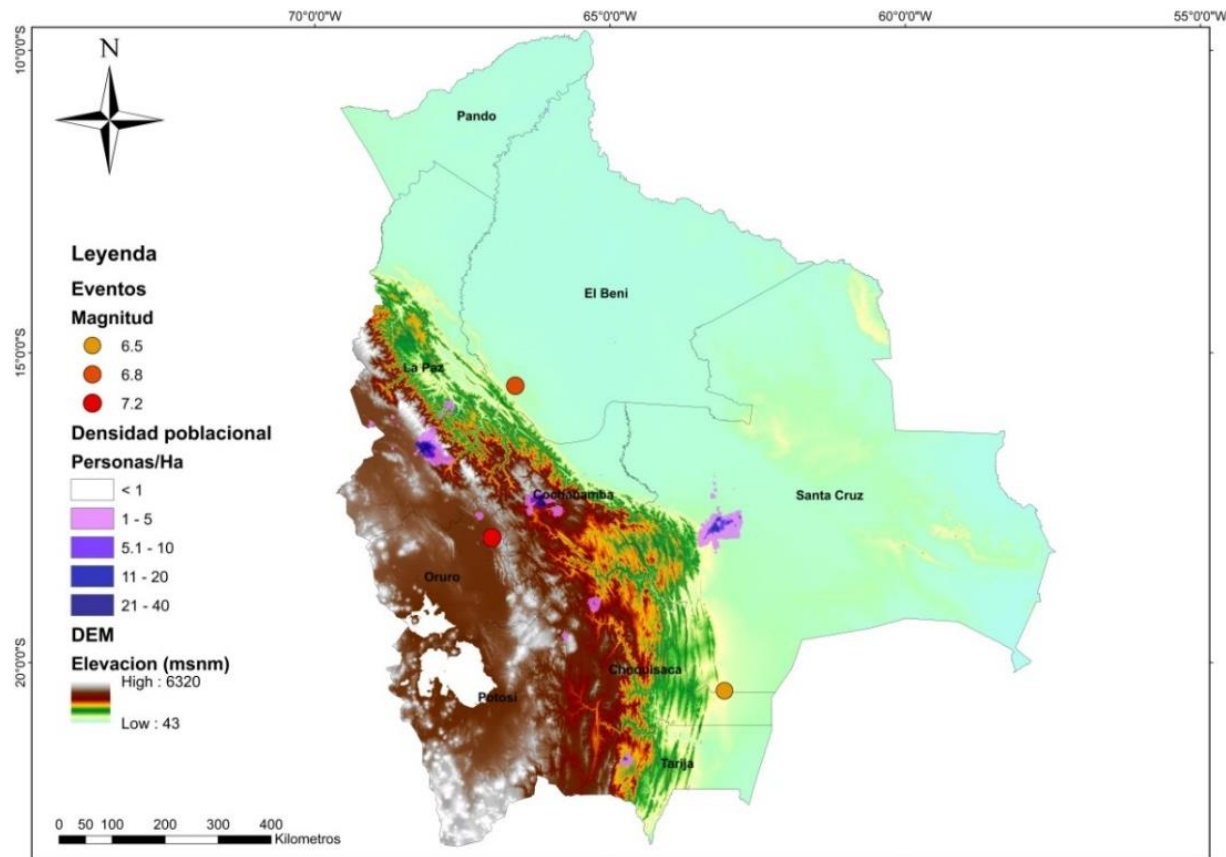 70°0'0"W
65°0'0"W
60°0'0"W
55°0'0"W
10°0'0"S
15°0'0"S
20°0'0"S
N
Pando
El Beni
La Paz
Cochabamba
Santa Cruz
Oruro
Chuquisaca
Potosi
Tarija
Leyenda
Eventos
Magnitud
6.5
6.8
7.2
Densidad poblacional
Personas/Ha
< 1
1 - 5
5.1 - 10
11 - 20
21 - 40
DEM
Elevacion (msnm)
High : 6320
Low : 43
0 50 100 200 300 400
Kilometros